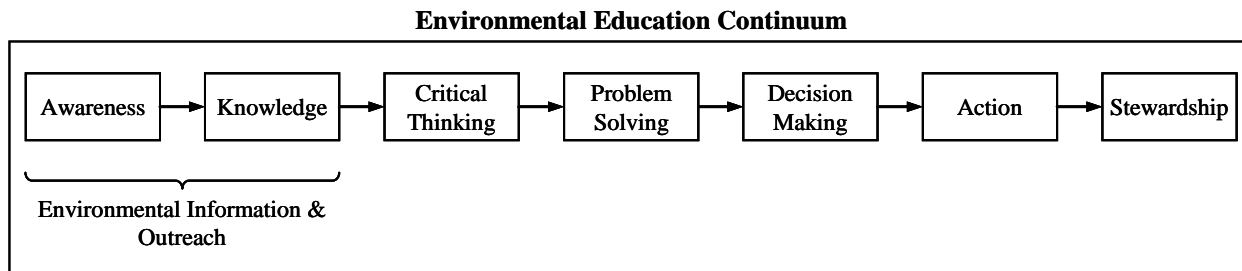 Environmental Education Continuum
Awareness
Knowledge
Critical
Thinking
Problem
Solving
Decision
Making
Action
Stewardship
Environmental Information &
Outreach